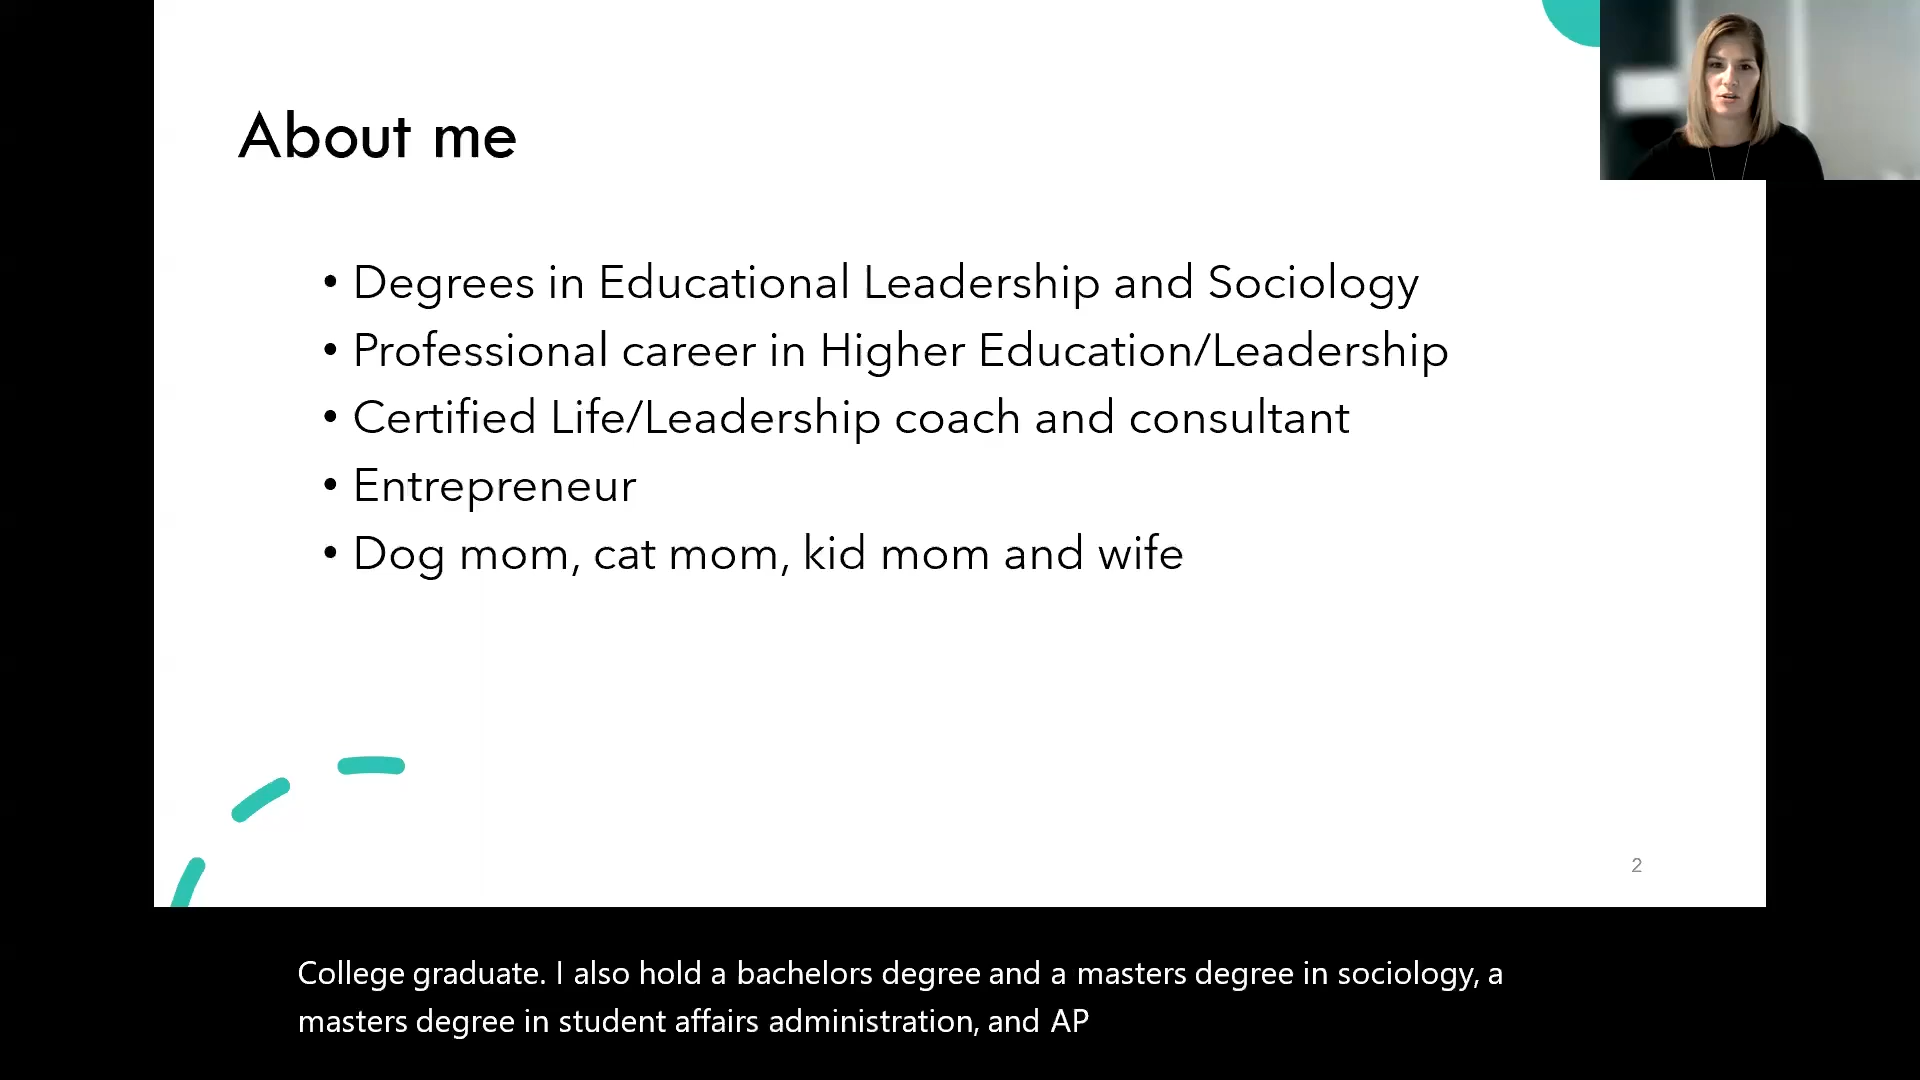 About me
• Degrees in Educational Leadership and Sociology
• Professional career in Higher Education/Leadership
• Certified Life/Leadership coach and consultant
• Entrepreneur
• Dog mom, cat mom, kid mom and wife
2
College graduate. I also hold a bachelors degree and a masters degree in sociology, a
masters degree in student affairs administration, and AP